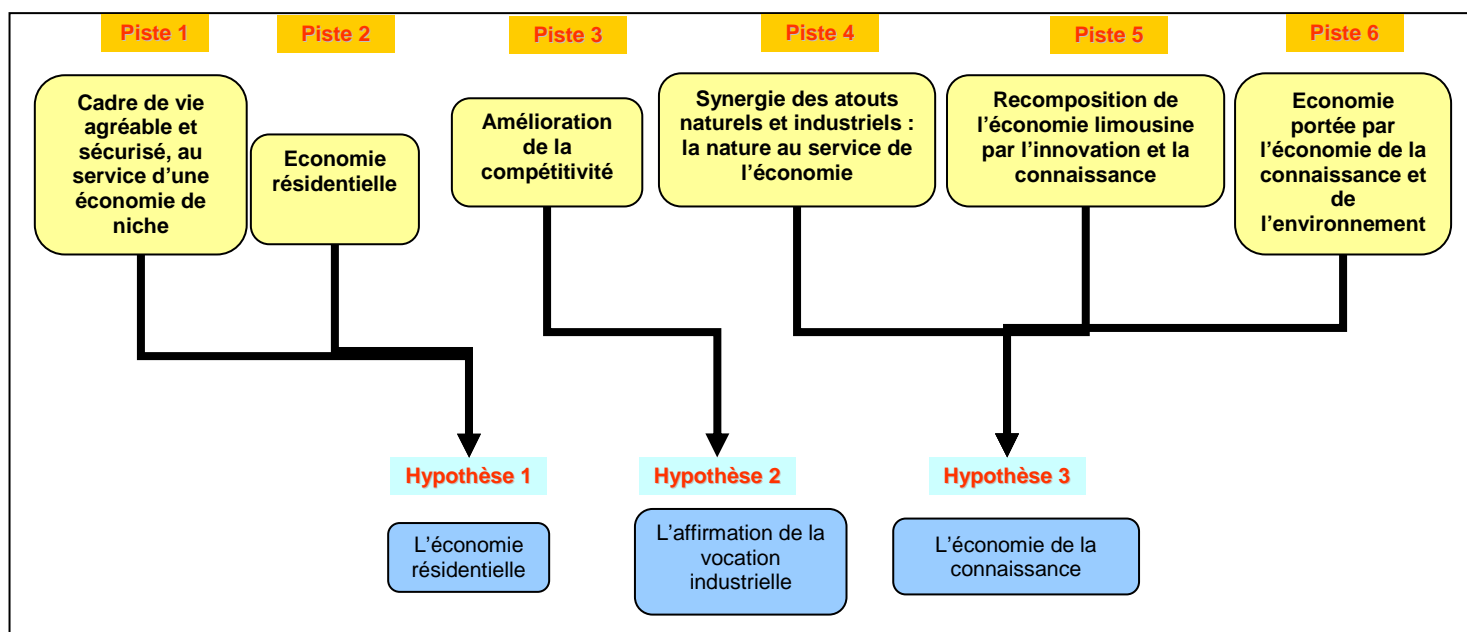 Piste 1
Piste 2
Piste 3
Piste 4
Piste 5
Piste 6
Cadre de vie
agréable et
sécurisé, au
service d’une
économie de
niche
Economie
résidentielle
Amélioration
de la
compétitivité
Synergie des atouts
naturels et industriels :
la nature au service de
l’économie
Recomposition de
l’économie limousine
par l’innovation et la
connaissance
Economie
portée par
l’économie de la
connaissance et
de
l’environnement
Hypothèse 1
Hypothèse 2
Hypothèse 3
L’économie
résidentielle
L’affirmation de la
vocation
industrielle
L’économie de la
connaissance